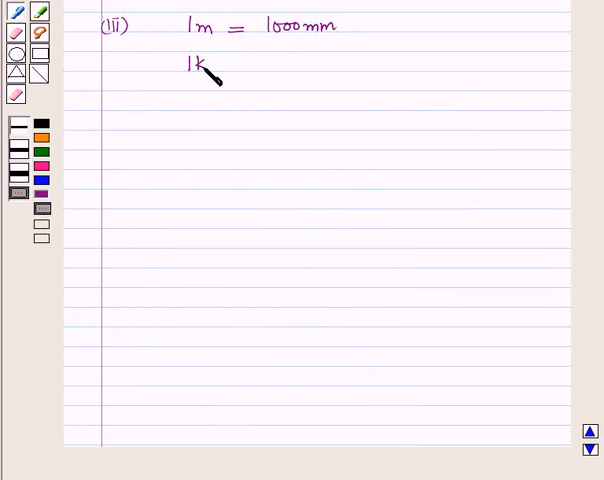 (iii) 1m = 1000mm
1k